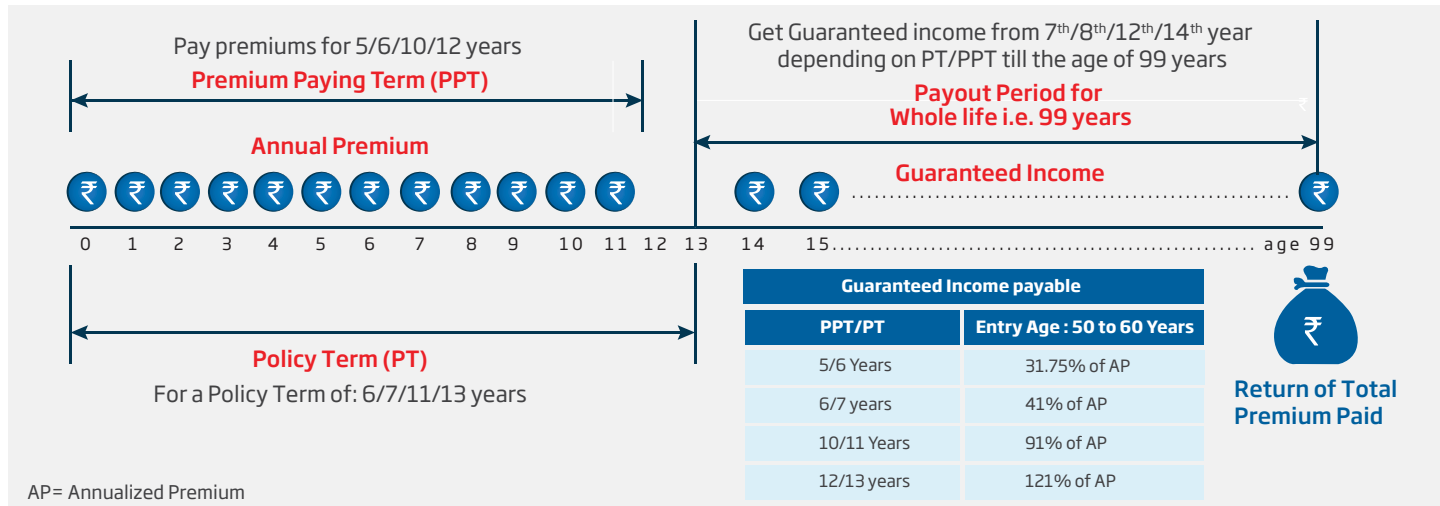 Pay premiums for 5/6/10/12 years
Premium Paying Term (PPT)
Annual Premium
₹ ₹ ₹ ₹ ₹ ₹ ₹ ₹ ₹ ₹ ₹ ₹
Get Guaranteed income from 7th/8th/12th/14th year
depending on PT/PPT till the age of 99 years
₹
Payout Period for
Whole life i.e. 99 years
Guaranteed Income
₹ ₹ .......................................................... ₹
0 1 2 3 4 5 6 7 8 9 10 11 12 13 14 15........................................................ age 99
Policy Term (PT)
For a Policy Term of: 6/7/11/13 years
Guaranteed Income payable
PPT/PT Entry Age : 50 to 60 Years
5/6 Years 31.75% of AP
6/7 years 41% of AP
10/11 Years 91% of AP
12/13 years 121% of AP
₹
Return of Total
Premium Paid
AP= Annualized Premium